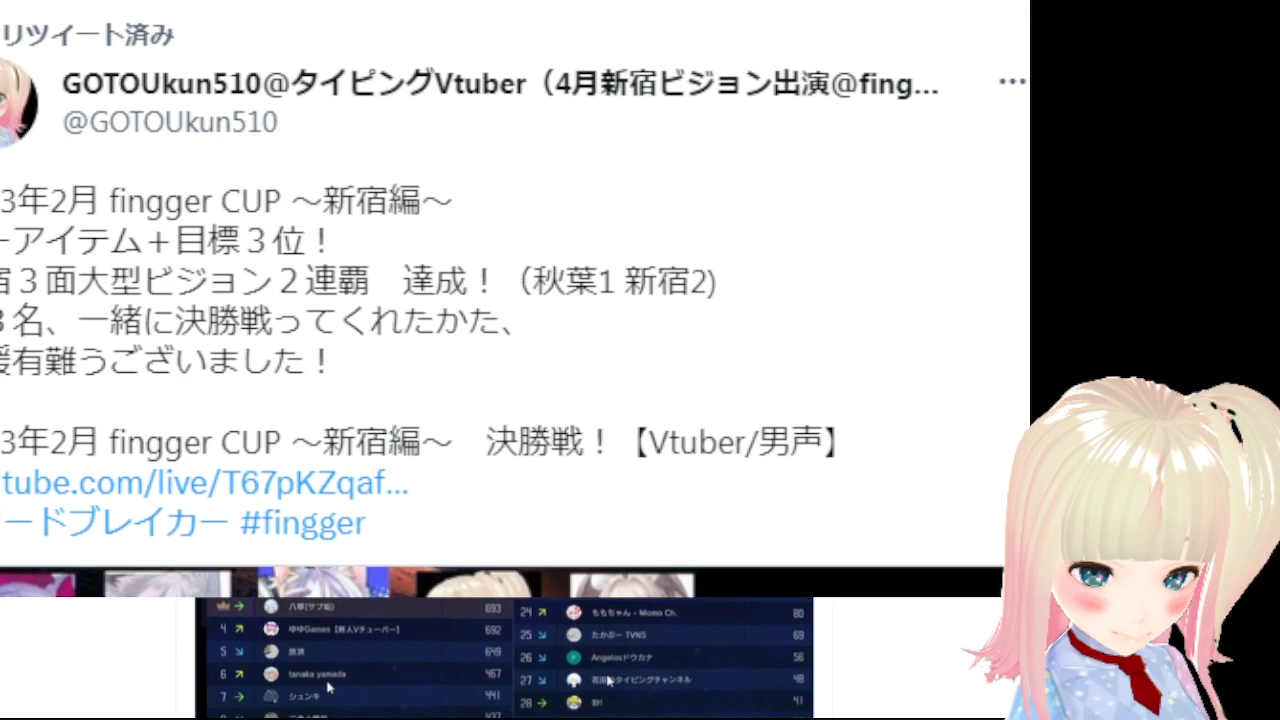 リツイート済み
GOTOUkun510@タイピングVtuber（4月新宿ビジョン出演@fing...
@GOTOUkun510
3年2月 fingger CUP ～新宿編～
ーアイテム＋目標３位！
宿３面大型ビジョン２連覇　達成！（秋葉1 新宿2)
3名、一緒に決勝戦ってくれたかた、
援有難うございました！
3年2月 fingger CUP ～新宿編～　決勝戦！【Vtuber/男声】
tube.com/live/T67pKZqaf...
ードブレイカー #fingger
693
4 ゆゆGames【新人Vチューバー】 692
5 649
6 tanaka yamada 467
7 シュンキ 441
437
24 ももちゃん - Momo Ch. 80
25 たかぶー TVNS 69
26 Angelosドウカナ 56
27 タイピングチャンネル 48
28 41